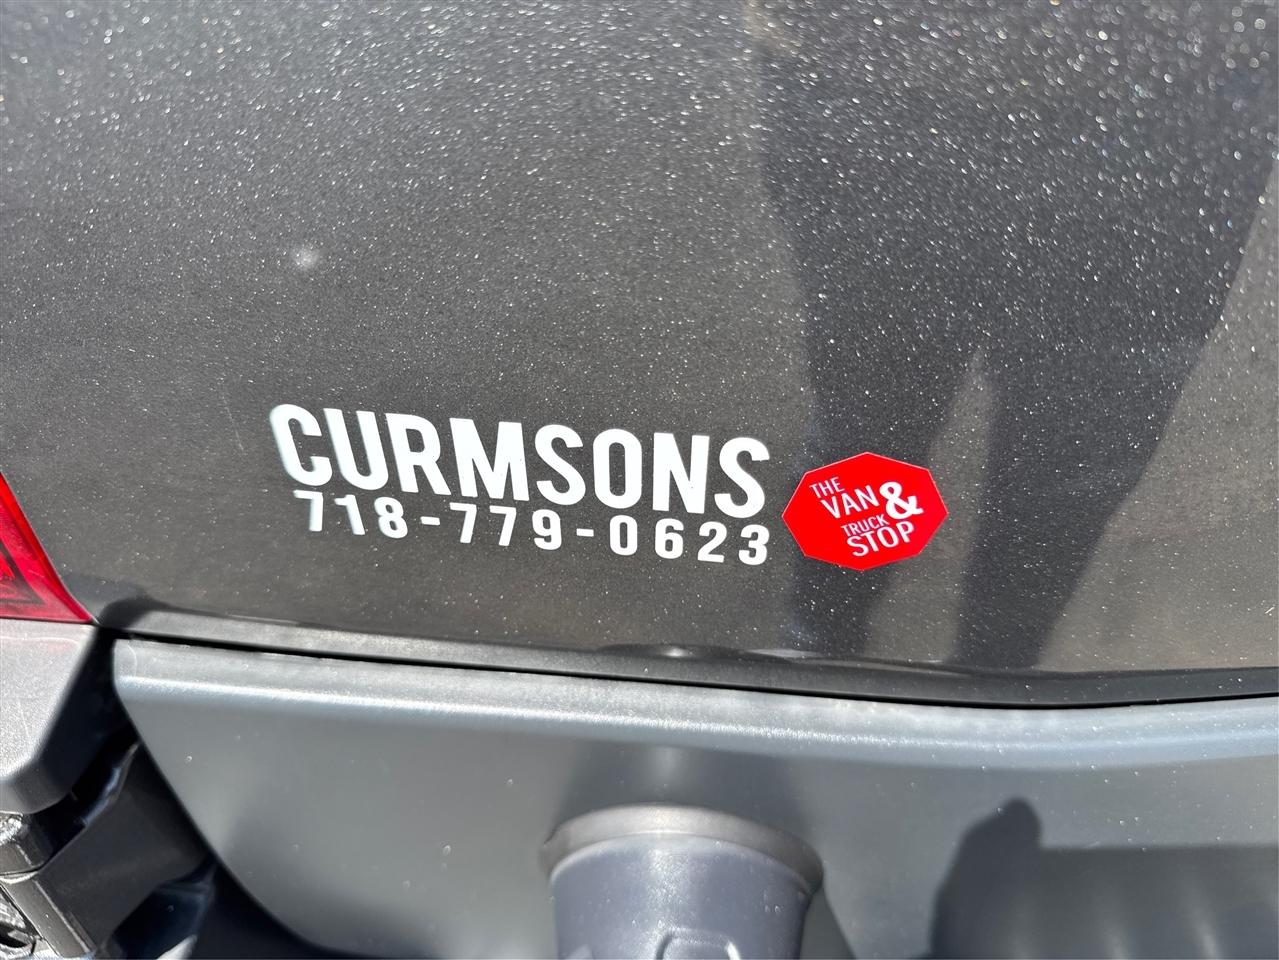 CURMSONS
718-779-0623
THE
VAN &
TRUCK
STOP